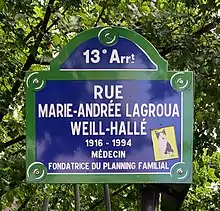 13e Arrt
RUE
MARIE-ANDRÉE LAGROUA
WEILL-HALLÉ
1916 - 1994
MÉDECIN
FONDATRICE DU PLANNING FAMILIAL